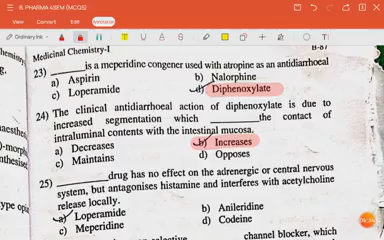 B. PHARMA 4SEM (MCQS)
View Convert Edit Annotation
Ordinary ink
Medicinal Chemistry-I B-87
23) ______ is a meperidine congener used with atropine as an antidiarrhoeal
a) Aspirin b) Nalorphine
c) Loperamide d) Diphenoxylate
24) The clinical antidiarrhoeal action of diphenoxylate is due to
increased segmentation which ______ the contact of
intraluminal contents with the intestinal mucosa.
a) Decreases b) Increases
c) Maintains d) Opposes
25) ______ drug has no effect on the adrenergic or central nervous
system, but antagonises histamine and interferes with acetylcholine
release locally.
a) Loperamide b) Anileridine
c) Meperidine d) Codeine
channel blocker, which